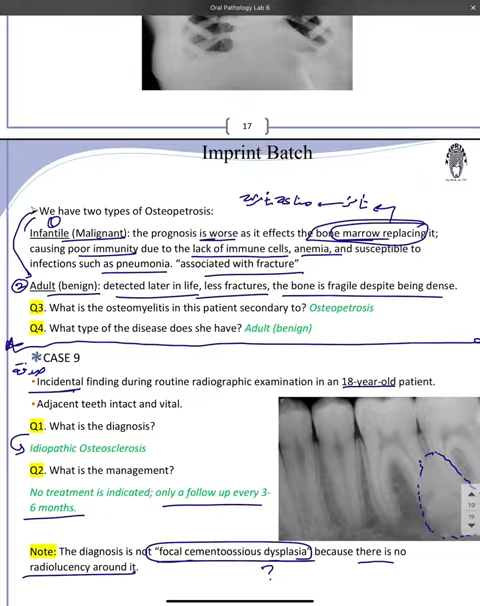 Oral Pathology Lab 6
17
Imprint Batch
➢We have two types of Osteopetrosis:
① Infantile (Malignant): the prognosis is worse as it effects the bone marrow replacing it;
causing poor immunity due to the lack of immune cells, anemia, and susceptible to
infections such as pneumonia. “associated with fracture”
② Adult (benign): detected later in life, less fractures, the bone is fragile despite being dense.
Q3. What is the osteomyelitis in this patient secondary to? Osteopetrosis
Q4. What type of the disease does she have? Adult (benign)
* CASE 9
• Incidental finding during routine radiographic examination in an 18-year-old patient.
• Adjacent teeth intact and vital.
Q1. What is the diagnosis?
Idiopathic Osteosclerosis
Q2. What is the management?
No treatment is indicated; only a follow up every 3-
6 months.
19
19
Note: The diagnosis is not “focal cementoossious dysplasia” because there is no
radiolucency around it.
?